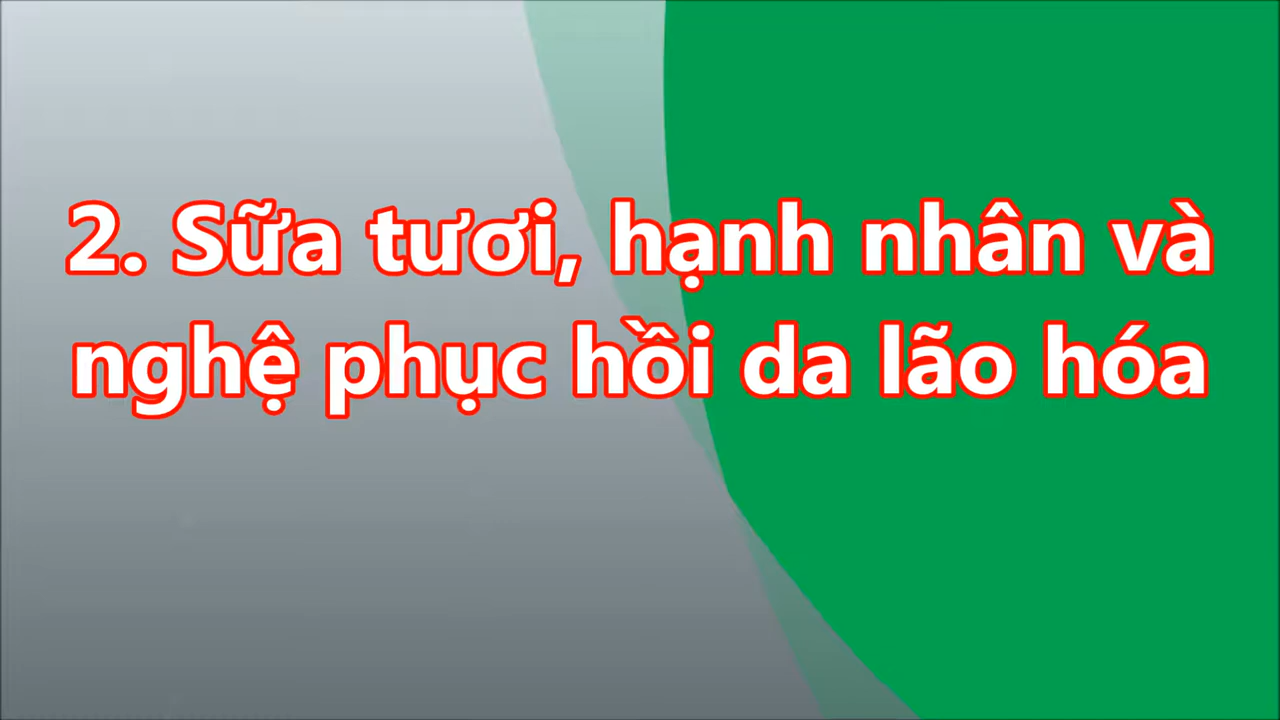 2. Sữa tươi, hạnh nhân và
nghệ phục hồi da lão hóa